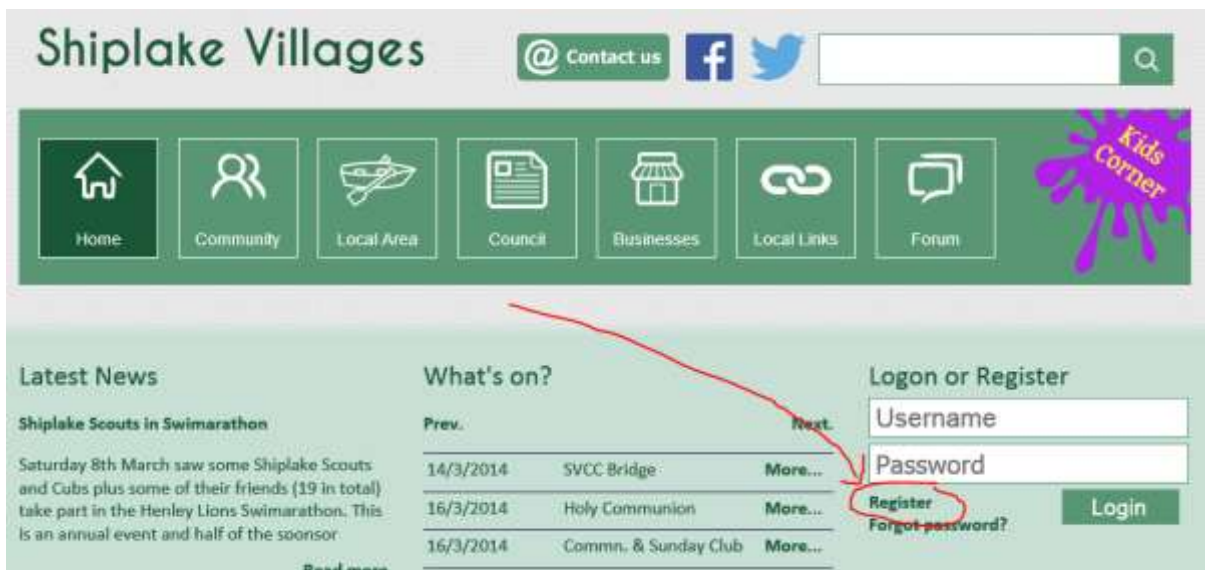 Shiplake Villages
@ Contact us
f
Kids
Corner
Home
Community
Local Area
Council
Businesses
Local Links
Forum
Latest News
Shiplake Scouts in Swimarathon
Saturday 8th March saw some Shiplake Scouts
and Cubs plus some of their friends (19 in total)
take part in the Henley Lions Swimarathon. This
is an annual event and half of the sponsor
Read more
What's on?
Prev. Next.
14/3/2014 SVCC Bridge More...
16/3/2014 Holy Communion More...
16/3/2014 Commn. & Sunday Club More...
Logon or Register
Username
Password
Register
Forgot password?
Login